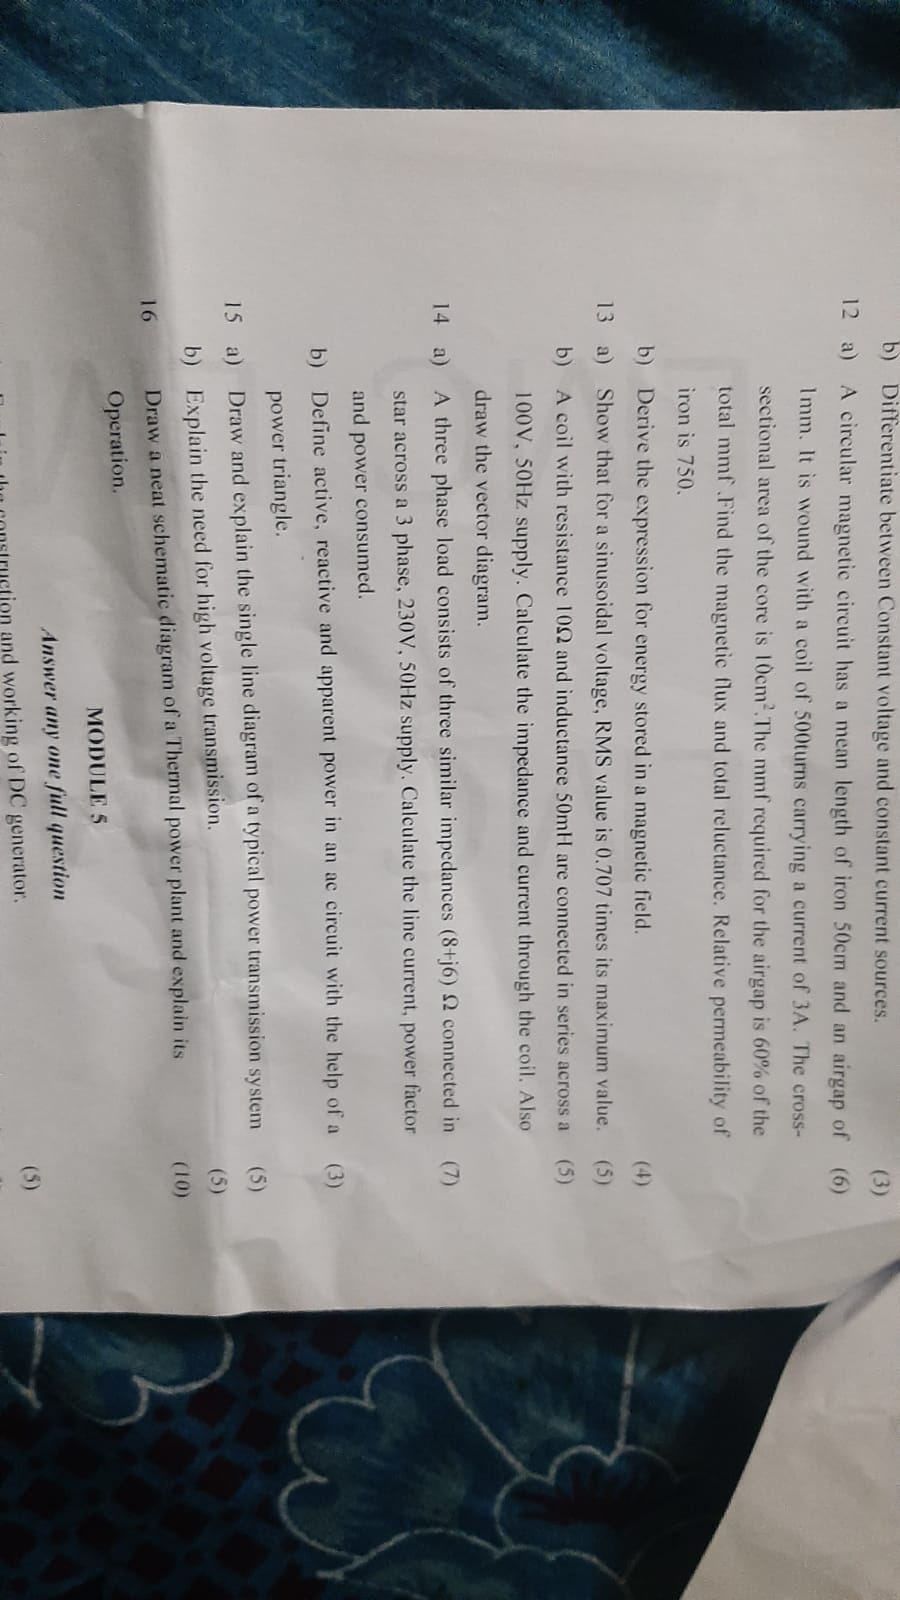 b) Differentiate between Constant voltage and constant current sources. (3)
12 a) A circular magnetic circuit has a mean length of iron 50cm and an airgap of (6)
1mm. It is wound with a coil of 500turns carrying a current of 3A. The cross-
sectional area of the core is 10cm².The mmf required for the airgap is 60% of the
total mmf .Find the magnetic flux and total reluctance. Relative permeability of
iron is 750.
b) Derive the expression for energy stored in a magnetic field. (4)
13 a) Show that for a sinusoidal voltage, RMS value is 0.707 times its maximum value. (5)
b) A coil with resistance 10Ω and inductance 50mH are connected in series across a (5)
100V, 50Hz supply. Calculate the impedance and current through the coil. Also
draw the vector diagram.
14 a) A three phase load consists of three similar impedances (8+j6) Ω connected in (7)
star across a 3 phase, 230V, 50Hz supply. Calculate the line current, power factor
and power consumed.
b) Define active, reactive and apparent power in an ac circuit with the help of a (3)
power triangle.
15 a) Draw and explain the single line diagram of a typical power transmission system (5)
b) Explain the need for high voltage transmission. (5)
16 Draw a neat schematic diagram of a Thermal power plant and explain its (10)
Operation.
MODULE 5
Answer any one full question
the construction and working of DC generator. (5)